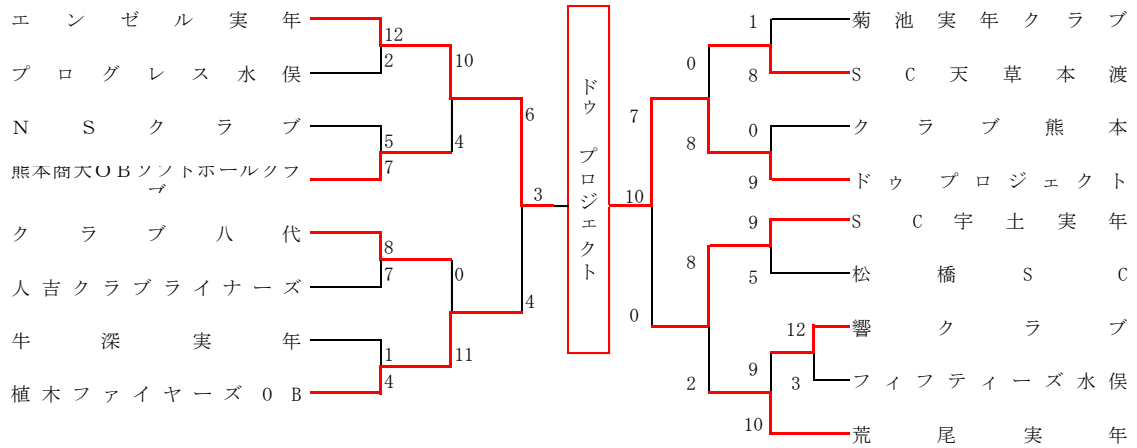 エンゼル実年
12
2
プログレス水俣
10
NSクラブ
5
4
7
熊本商大OBソフトボールクラ
ブ
6
3
クラブ八代
8
7
人吉クラブライナーズ
0
4
牛深実年
1
11
4
植木ファイヤーズOB
ドゥ プロジェクト
10
7
0
0
8
8
2
1
菊池実年クラブ
8
SC天草本渡
0
クラブ熊本
9
ドゥ プロジェクト
9
SC宇土実年
5
松橋SC
12
響クラブ
9
3
フィフティーズ水俣
10
荒尾実年